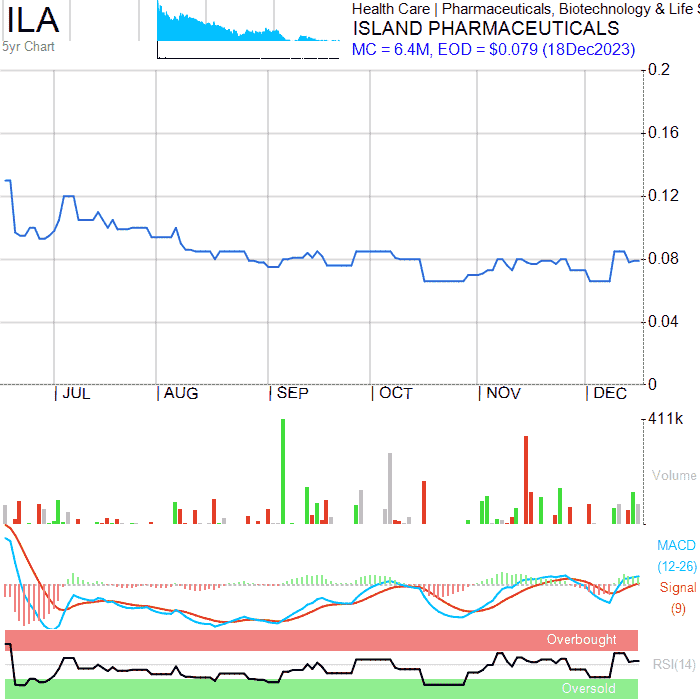 ILA
5yr Chart
Health Care | Pharmaceuticals, Biotechnology & Life S
ISLAND PHARMACEUTICALS
MC = 6.4M, EOD = $0.079 (18Dec2023)
0.2
0.16
0.12
0.08
0.04
0
| JUL | AUG | SEP | OCT | NOV | DEC
411k
Volume
MACD
(12-26)
Signal
(9)
Overbought
RSI(14)
Oversold